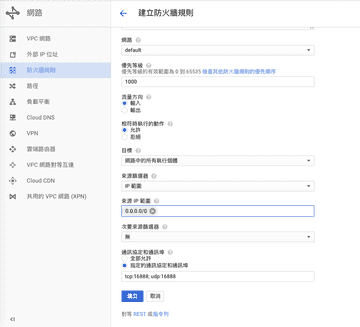 網路
建立防火牆規則
VPC 網路
外部 IP 位址
防火牆規則
路徑
負載平衡
Cloud DNS
VPN
雲端路由器
VPC 網路對等互連
Cloud CDN
共用的 VPC 網路 (XPN)
網路
default
優先等級
優先等級的有效範圍為 0 到 65535 檢查其他防火牆規則的優先順序
1000
流量方向
輸入
輸出
相符時執行的動作
允許
拒絕
目標
網路中的所有執行個體
來源篩選器
IP 範圍
來源 IP 範圍
0.0.0.0/0
次要來源篩選器
無
通訊協定和通訊埠
全部允許
指定的通訊協定和通訊埠
tcp:16888; udp:16888
建立
取消
對等 REST 或指令列